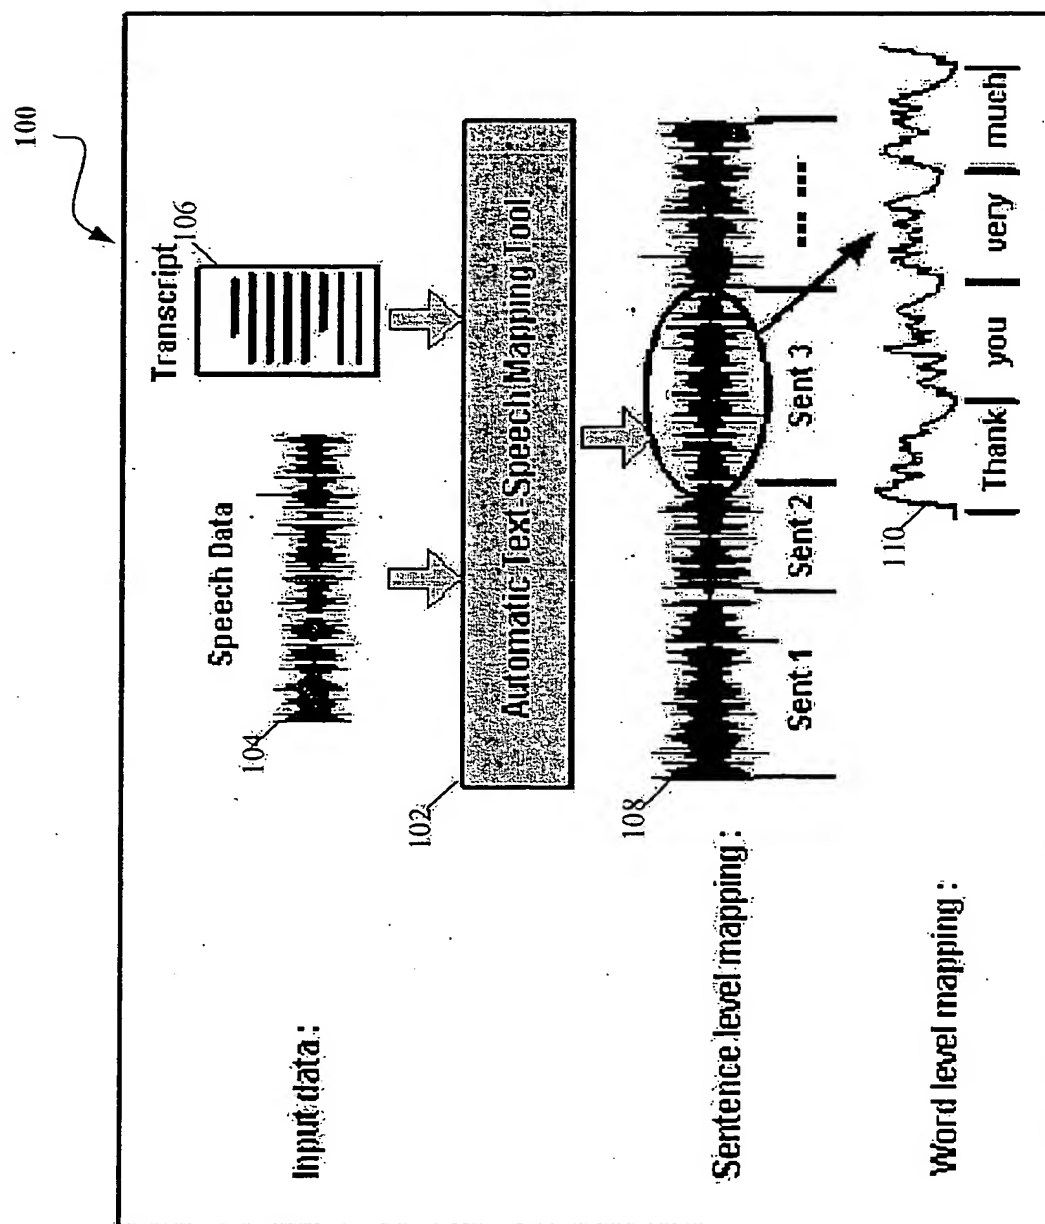 100
Speech Data
Transcript
104
106
Input data :
102
Automatic Text-Speech Mapping Tool
108
Sentence level mapping :
Sent 1
Sent 2
Sent 3
... ...
110
Word level mapping :
Thank
you
very
much